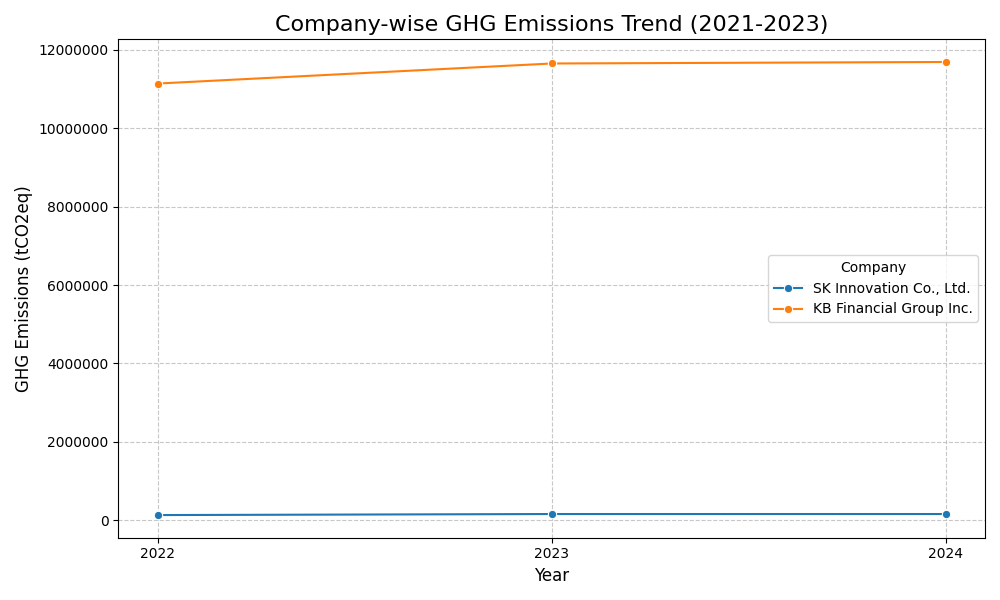 Company-wise GHG Emissions Trend (2021-2023)
12000000
10000000
8000000
6000000
4000000
2000000
0
GHG Emissions (tCO2eq)
Company
SK Innovation Co., Ltd.
KB Financial Group Inc.
2022
2023
2024
Year